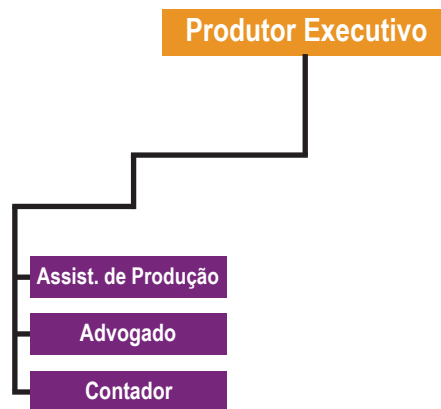 Produtor Executivo
Assist. de Produção
Advogado
Contador